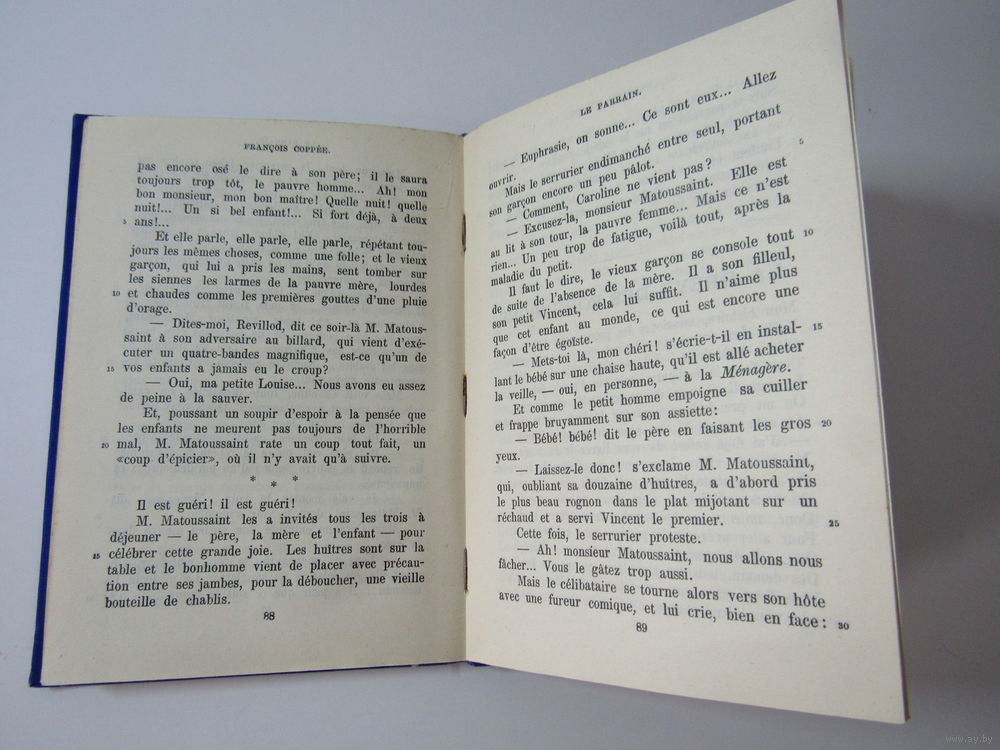 FRANÇOIS COPPÉE.
pas encore osé le dire à son père; il le saura
toujours trop tôt, le pauvre homme... Ah! mon
bon monsieur, mon bon maître! Quelle nuit! quelle
nuit!... Un si bel enfant!... Si fort déjà, à deux
5 ans!...
Et elle parle, elle parle, elle parle, répétant tou-
jours les mêmes choses, comme une folle; et le vieux
garçon, qui lui a pris les mains, sent tomber sur
les siennes les larmes de la pauvre mère, lourdes
10 et chaudes comme les premières gouttes d'une pluie
d'orage.
— Dites-moi, Revillod, dit ce soir-là M. Matous-
saint à son adversaire au billard, qui vient d'exé-
cuter un quatre-bandes magnifique, est-ce qu'un de
15 vos enfants a jamais eu le croup?
— Oui, ma petite Louise... Nous avons eu assez
de peine à la sauver.
Et, poussant un soupir d'espoir à la pensée que
les enfants ne meurent pas toujours de l'horrible
20 mal, M. Matoussaint rate un coup tout fait, un
«coup d'épicier», où il n'y avait qu'à suivre.
* * *
Il est guéri! il est guéri!
M. Matoussaint les a invités tous les trois à
déjeuner — le père, la mère et l'enfant — pour
25 célébrer cette grande joie. Les huîtres sont sur la
table et le bonhomme vient de placer avec précau-
tion entre ses jambes, pour la déboucher, une vieille
bouteille de chablis.
88
LE PARRAIN.
— Euphrasie, on sonne... Ce sont eux... Allez
ouvrir.
Mais le serrurier endimanché entre seul, portant
son garçon encore un peu pâlot.
— Comment, Caroline ne vient pas? 5
— Excusez-la, monsieur Matoussaint. Elle est
au lit à son tour, la pauvre femme... Mais ce n'est
rien... Un peu trop de fatigue, voilà tout, après la
maladie du petit.
Il faut le dire, le vieux garçon se console tout 10
de suite de l'absence de la mère. Il a son filleul,
son petit Vincent, cela lui suffit. Il n'aime plus
que cet enfant au monde, ce qui est encore une
façon d'être égoïste.
— Mets-toi là, mon chéri! s'écrie-t-il en instal- 15
lant le bébé sur une chaise haute, qu'il est allé acheter
la veille, — oui, en personne, — à la Ménagère.
Et comme le petit homme empoigne sa cuiller
et frappe bruyamment sur son assiette:
— Bébé! bébé! dit le père en faisant les gros 20
yeux.
— Laissez-le donc! s'exclame M. Matoussaint,
qui, oubliant sa douzaine d'huîtres, a d'abord pris
le plus beau rognon dans le plat mijotant sur un
réchaud et a servi Vincent le premier. 25
Cette fois, le serrurier proteste.
— Ah! monsieur Matoussaint, nous allons nous
fâcher... Vous le gâtez trop aussi.
Mais le célibataire se tourne alors vers son hôte
avec une fureur comique, et lui crie, bien en face: 30
89
www.ay.by